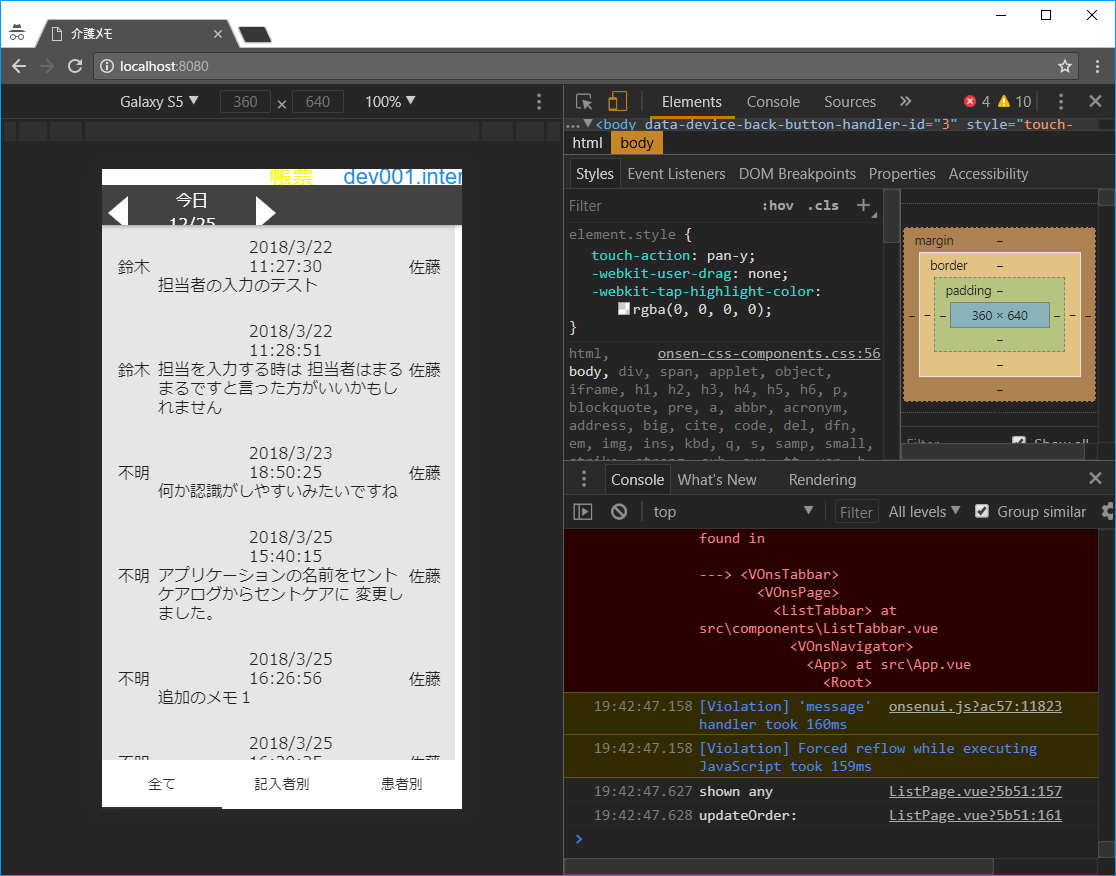 介護メモ
localhost:8080
Galaxy S5 ▼ 360 × 640 100% ▼
Elements Console Sources » 4 10
…▼<body data-device-back-button-handler-id="3" style="touch-
html body
Styles Event Listeners DOM Breakpoints Properties Accessibility
Filter :hov .cls +
element.style {
touch-action: pan-y;
-webkit-user-drag: none;
-webkit-tap-highlight-color:
rgba(0, 0, 0, 0);
}
html, onsen-css-components.css:56
body, div, span, applet, object,
iframe, h1, h2, h3, h4, h5, h6, p,
blockquote, pre, a, abbr, acronym,
address, big, cite, code, del, dfn,
em, img, ins, kbd, q, s, samp, small,
margin –
border –
padding –
– – – 360 × 640 – – –
–
–
–
Filter Show all
帳票 dev001.inter
今日
12/25
2018/3/22
11:27:30
鈴木 佐藤
担当者の入力のテスト
2018/3/22
11:28:51
鈴木 担当を入力する時は 担当者はまる 佐藤
まるですと言った方がいいかもし
れません
2018/3/23
不明 18:50:25 佐藤
何か認識がしやすいみたいですね
2018/3/25
15:40:15
不明 アプリケーションの名前をセント 佐藤
ケアログからセントケアに 変更し
ました。
2018/3/25
不明 16:26:56 佐藤
追加のメモ１
2018/3/25
全て 記入者別 患者別
Console What's New Rendering
top ▼ Filter All levels ▼ Group similar
found in
---> <VOnsTabbar>
<VOnsPage>
<ListTabbar> at
src\components\ListTabbar.vue
<VOnsNavigator>
<App> at src\App.vue
<Root>
19:42:47.158 [Violation] 'message' onsenui.js?ac57:11823
handler took 160ms
19:42:47.158 [Violation] Forced reflow while executing
JavaScript took 159ms
19:42:47.627 shown any ListPage.vue?5b51:157
19:42:47.628 updateOrder: ListPage.vue?5b51:161
>